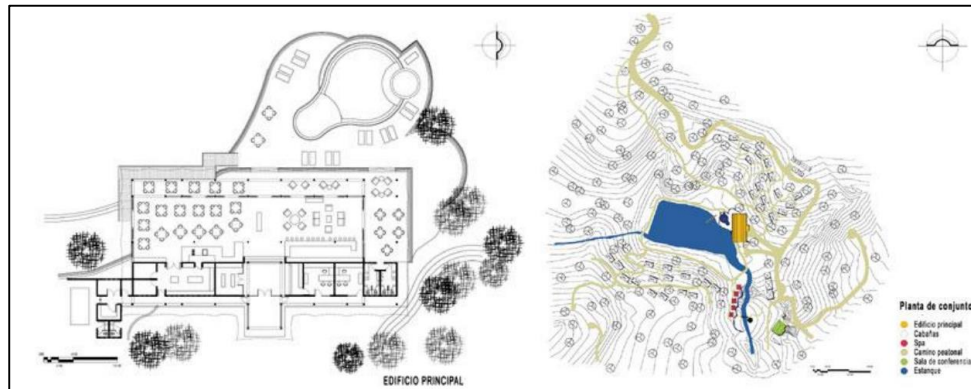 EDIFICIO PRINCIPAL
Planta de conjunto
Edificio principal
Cabañas
Spa
Camino peatonal
Sala de conferencia
Estanque